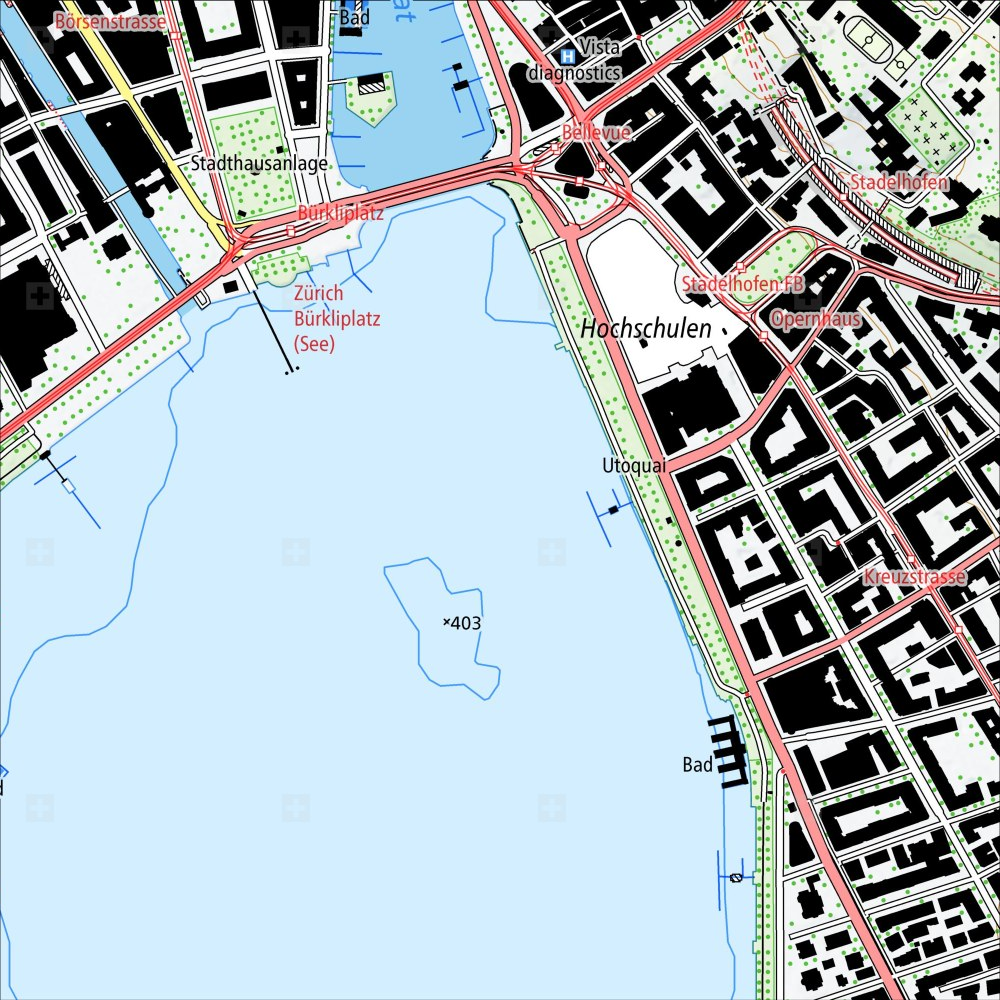 Börsenstrasse
Bad
at
H
Vista
diagnostics
Bellevue
Stadthausanlage
Stadelhofen
Bürkliplatz
Zürich
Bürkliplatz
(See)
Stadelhofen FB
Opernhaus
Hochschulen
Utoquai
Kreuzstrasse
×403
Bad
d